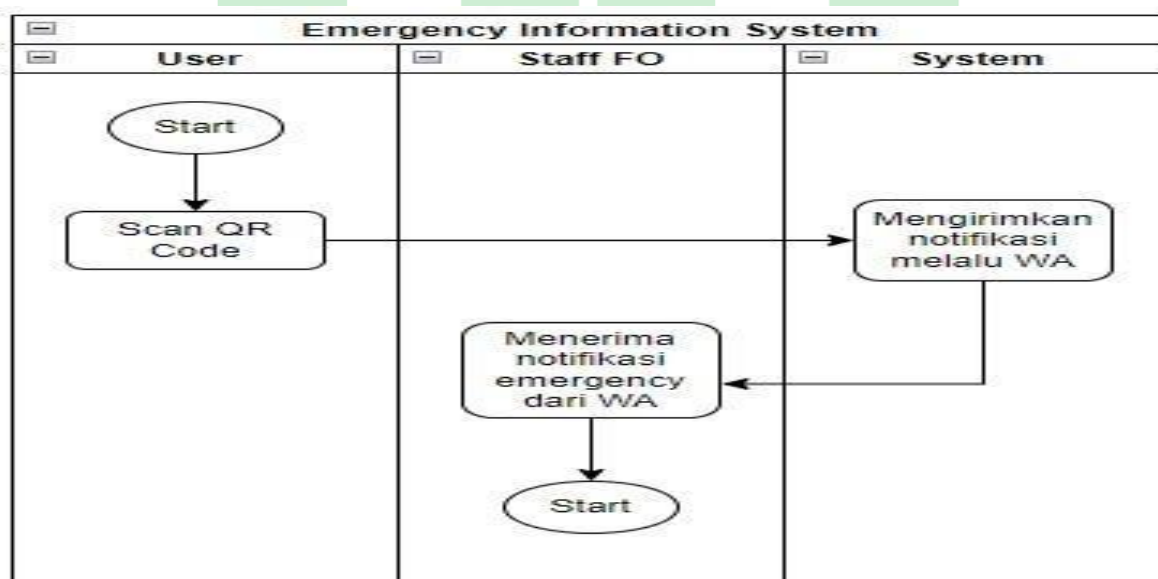 Emergency Information System
User
Staff FO
System
Start
Scan QR
Code
Mengirimkan
notifikasi
melalu WA
Menerima
notifikasi
emergency
dari WA
Start